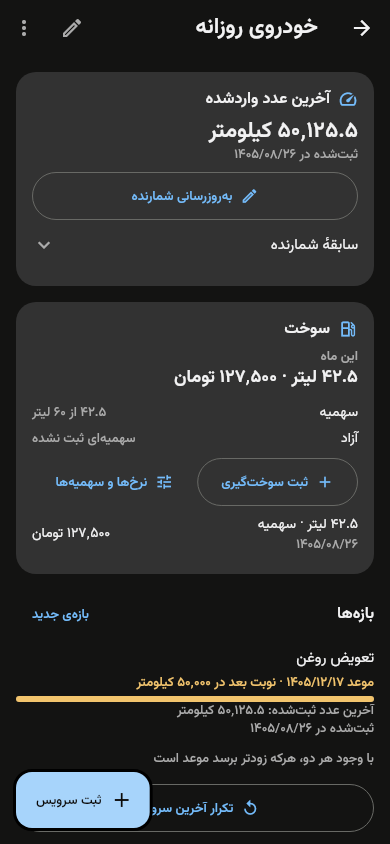 خودروی روزانه
آخرین عدد واردشده
۵۰,۱۲۵.۵ کیلومتر
ثبت‌شده در ۱۴۰۵/۰۸/۲۶
به‌روزرسانی شمارنده
سابقهٔ شمارنده
سوخت
این ماه
۴۲.۵ لیتر · ۱۲۷,۵۰۰ تومان
سهمیه ۴۲.۵ از ۶۰ لیتر
آزاد سهمیه‌ای ثبت نشده
ثبت سوخت‌گیری نرخ‌ها و سهمیه‌ها
۴۲.۵ لیتر · سهمیه ۱۲۷,۵۰۰ تومان
۱۴۰۵/۰۸/۲۶
بازه‌ها بازه‌ی جدید
تعویض روغن
موعد ۱۴۰۵/۱۲/۱۷ · نوبت بعد در ۵۰,۰۰۰ کیلومتر
آخرین عدد ثبت‌شده: ۵۰,۱۲۵.۵ کیلومتر
ثبت‌شده در ۱۴۰۵/۰۸/۲۶
با وجود هر دو، هرکه زودتر برسد موعد است
تکرار آخرین ثبت سرویس